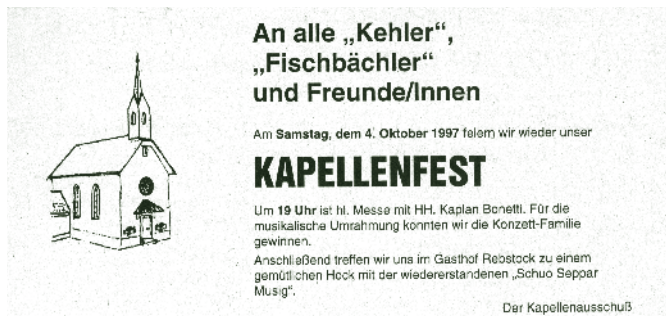 An alle „Kehler“,
„Fischbächler“
und Freunde/Innen
Am Samstag, dem 4. Oktober 1997 feiern wir wieder unser
KAPELLENFEST
Um 19 Uhr ist hl. Messe mit HH. Kaplan Bonetti. Für die
musikalische Umrahmung konnten wir die Konzett-Familie
gewinnen.
Anschließend treffen wir uns im Gasthof Rebstock zu einem
gemütlichen Hock mit der wiedererstandenen „Schuo Seppar
Musig“.
Der Kapellenausschuß